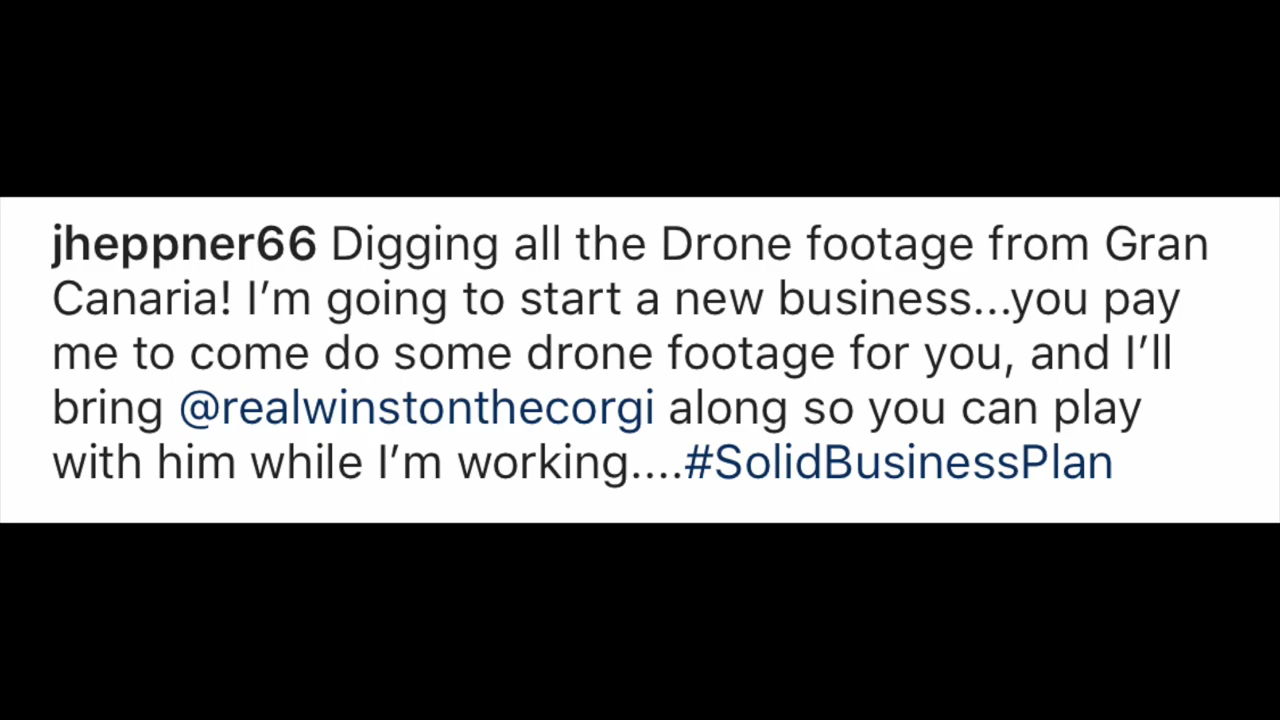 jheppner66 Digging all the Drone footage from Gran
Canaria! I’m going to start a new business...you pay
me to come do some drone footage for you, and I’ll
bring @realwinstonthecorgi along so you can play
with him while I’m working....#SolidBusinessPlan